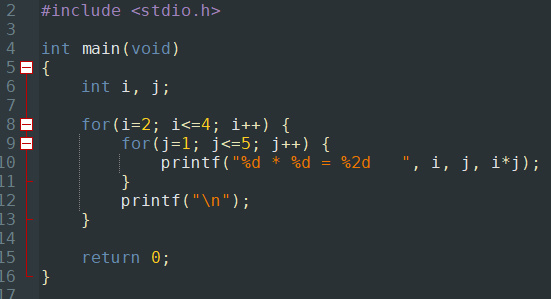 2 #include <stdio.h>
3
4 int main(void)
5 {
6     int i, j;
7
8     for(i=2; i<=4; i++) {
9         for(j=1; j<=5; j++) {
10             printf("%d * %d = %2d   ", i, j, i*j);
11         }
12         printf("\n");
13     }
14
15     return 0;
16 }
17